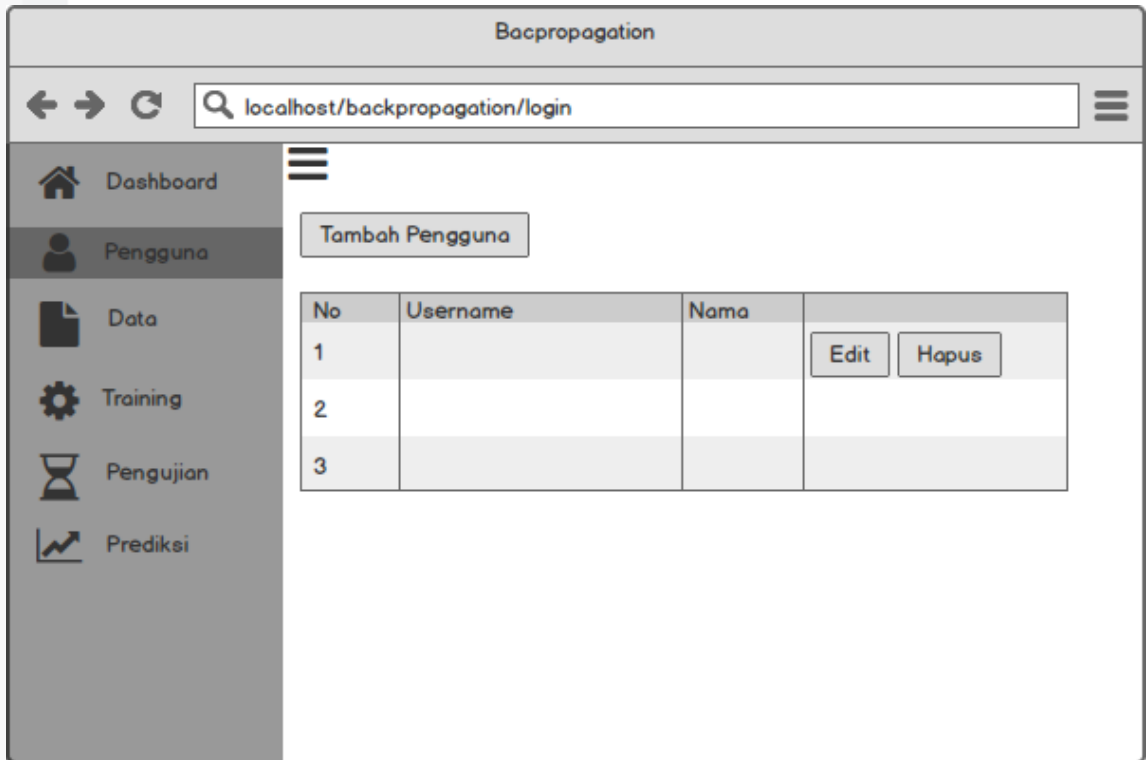 Bacpropagation
localhost/backpropagation/login
Dashboard
Pengguna
Data
Training
Pengujian
Prediksi
Tambah Pengguna
No Username Nama
1 Edit Hapus
2
3